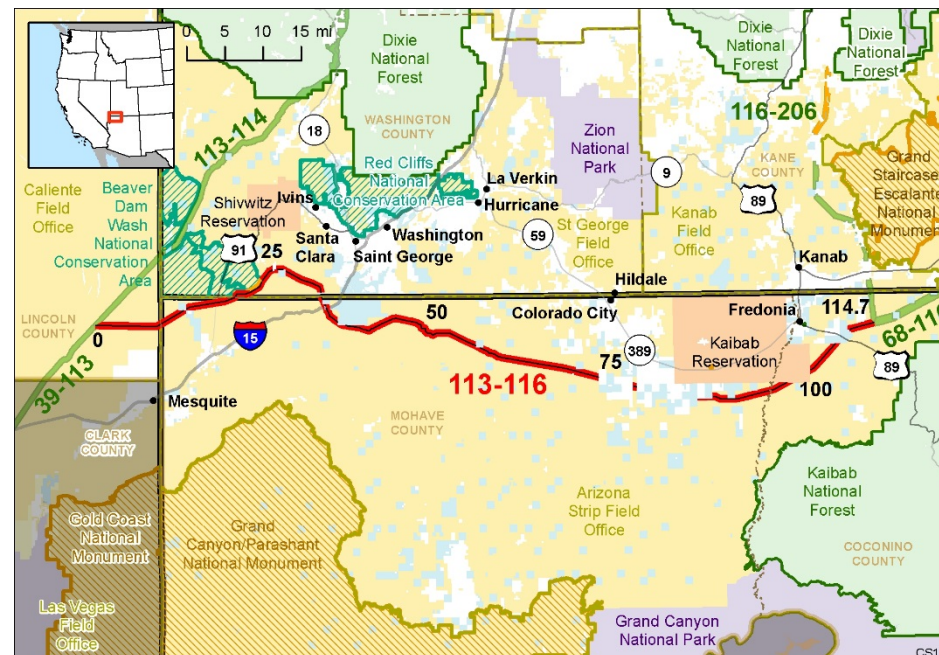 0 5 10 15 mi
Dixie
National
Forest
Dixie
National
Forest
Dixie
National
Forest
113-114
18
WASHINGTON
COUNTY
Zion
National
Park
116-206
KANE
COUNTY
Grand
Staircase
Escalante
National
Monument
Caliente
Field
Office
Beaver
Dam
Wash
National
Conservation
Area
Shivwitz
Reservation
Ivins
Red Cliffs
National
Conservation Area
La Verkin
Hurricane
9
89
91
25
Santa
Clara
Washington
Saint George
59
St George
Field
Office
Kanab
Field
Office
Kanab
Hildale
Colorado City
Fredonia
114.7
LINCOLN
COUNTY
0
15
50
389
Kaibab
Reservation
68-116
39-113
75
89
113-116
100
Mesquite
MOHAVE
COUNTY
CLARK
COUNTY
Gold Coast
National
Monument
Grand
Canyon/Parashant
National Monument
Arizona
Strip Field
Office
Kaibab
National
Forest
COCONINO
COUNTY
Las Vegas
Field
Office
Grand Canyon
National Park